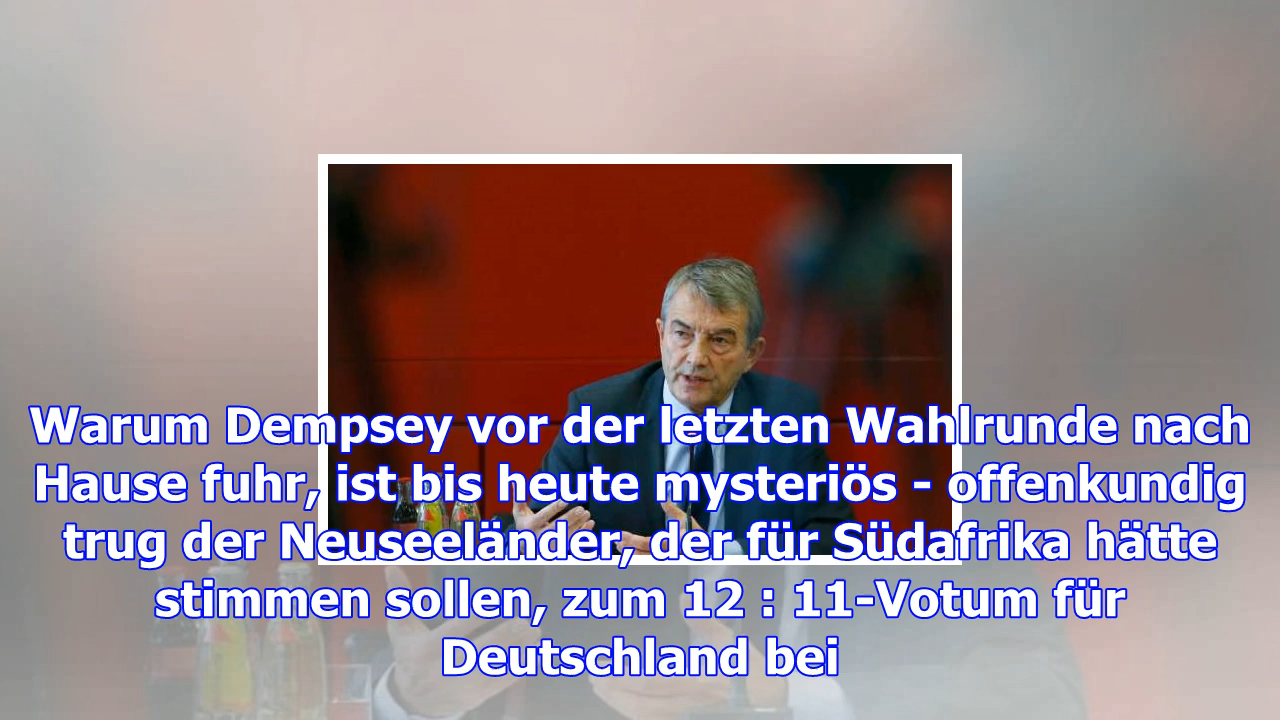 Warum Dempsey vor der letzten Wahlrunde nach
Hause fuhr, ist bis heute mysteriös - offenkundig
trug der Neuseeländer, der für Südafrika hätte
stimmen sollen, zum 12 : 11-Votum für
Deutschland bei